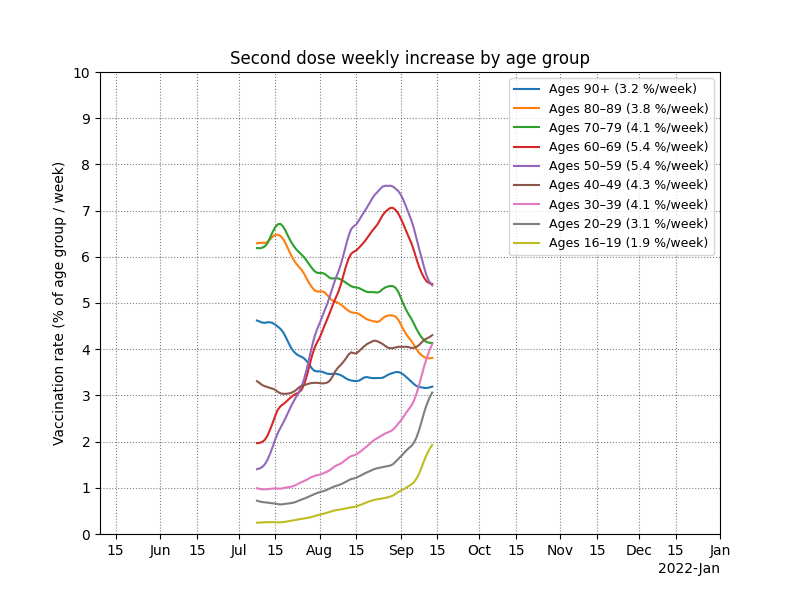 Second dose weekly increase by age group
Vaccination rate (% of age group / week)
10
9
8
7
6
5
4
3
2
1
0
Ages 90+ (3.2 %/week)
Ages 80–89 (3.8 %/week)
Ages 70–79 (4.1 %/week)
Ages 60–69 (5.4 %/week)
Ages 50–59 (5.4 %/week)
Ages 40–49 (4.3 %/week)
Ages 30–39 (4.1 %/week)
Ages 20–29 (3.1 %/week)
Ages 16–19 (1.9 %/week)
15 Jun 15 Jul 15 Aug 15 Sep 15 Oct 15 Nov 15 Dec 15 Jan
2022-Jan